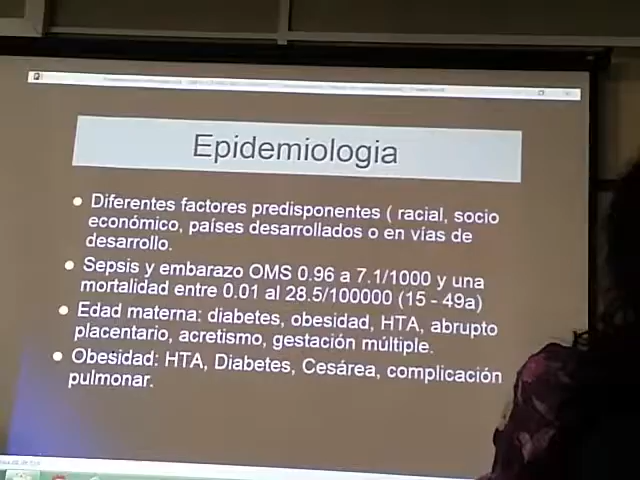 Epidemiologia
Diferentes factores predisponentes ( racial, socio
económico, países desarrollados o en vías de
desarrollo.
Sepsis y embarazo OMS 0.96 a 7.1/1000 y una
mortalidad entre 0.01 al 28.5/100000 (15 - 49a)
Edad materna: diabetes, obesidad, HTA, abrupto
placentario, acretismo, gestación múltiple.
Obesidad: HTA, Diabetes, Cesárea, complicación
pulmonar.